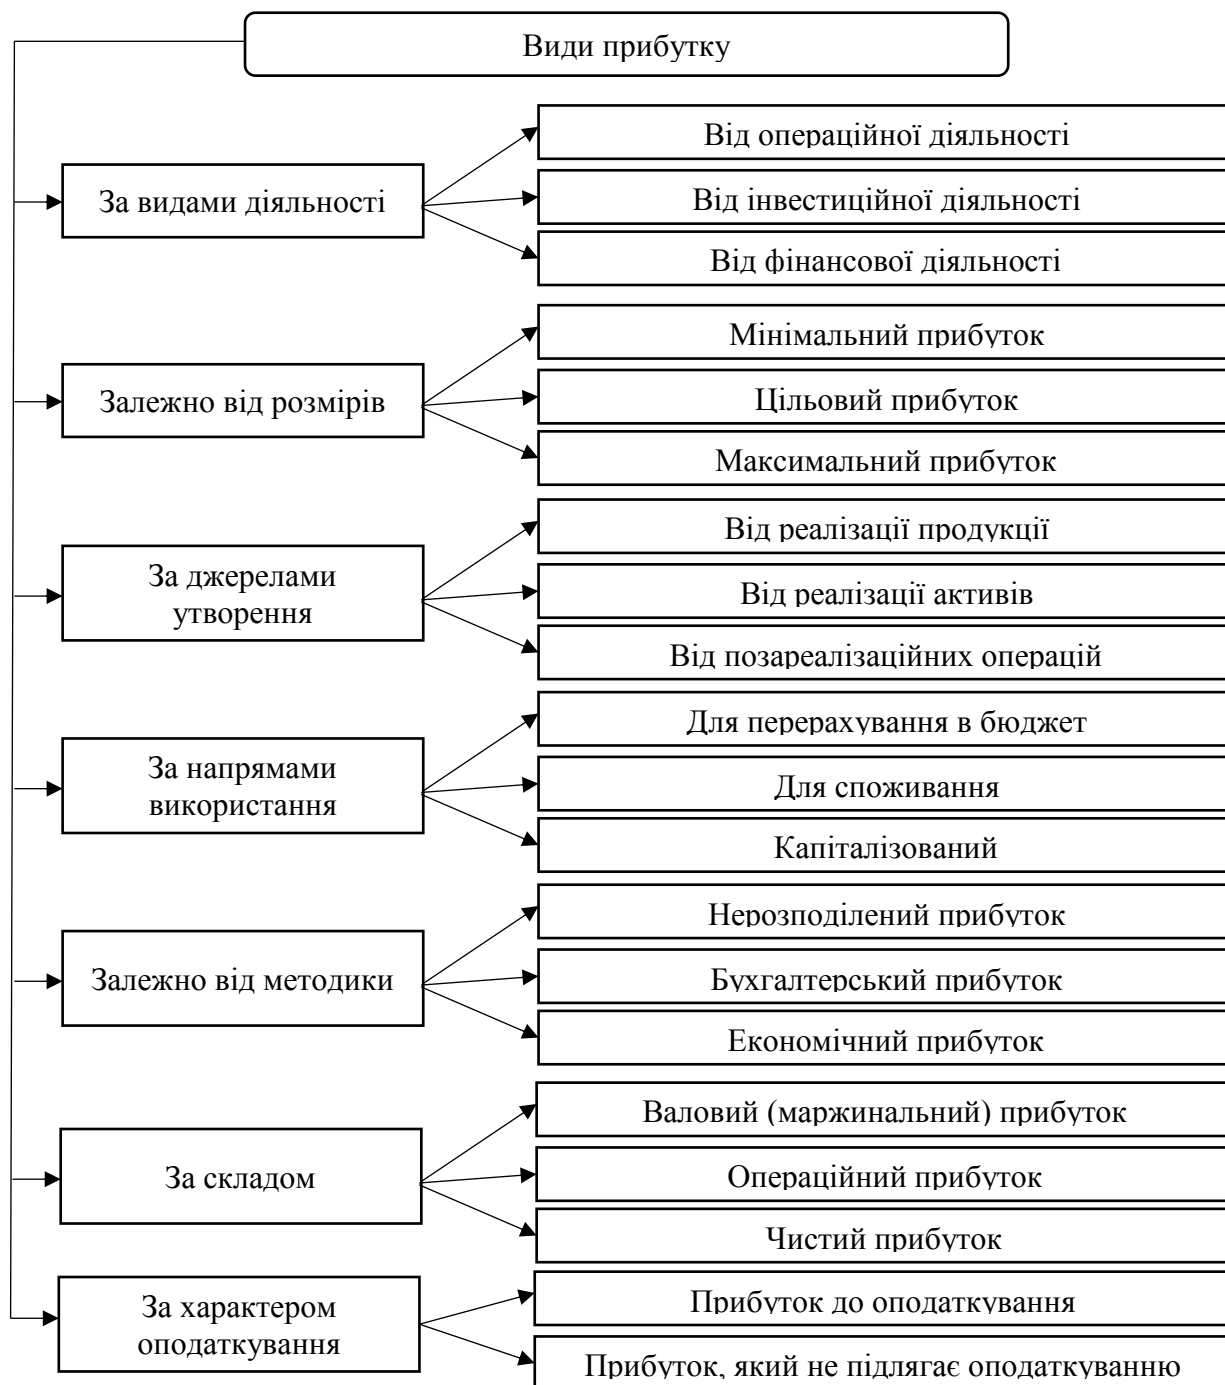 Види прибутку
За видами діяльності
Від операційної діяльності
Від інвестиційної діяльності
Від фінансової діяльності
Залежно від розмірів
Мінімальний прибуток
Цільовий прибуток
Максимальний прибуток
За джерелами
утворення
Від реалізації продукції
Від реалізації активів
Від позареалізаційних операцій
За напрямами
використання
Для перерахування в бюджет
Для споживання
Капіталізований
Залежно від методики
Нерозподілений прибуток
Бухгалтерський прибуток
Економічний прибуток
За складом
Валовий (маржинальний) прибуток
Операційний прибуток
Чистий прибуток
За характером
оподаткування
Прибуток до оподаткування
Прибуток, який не підлягає оподаткуванню